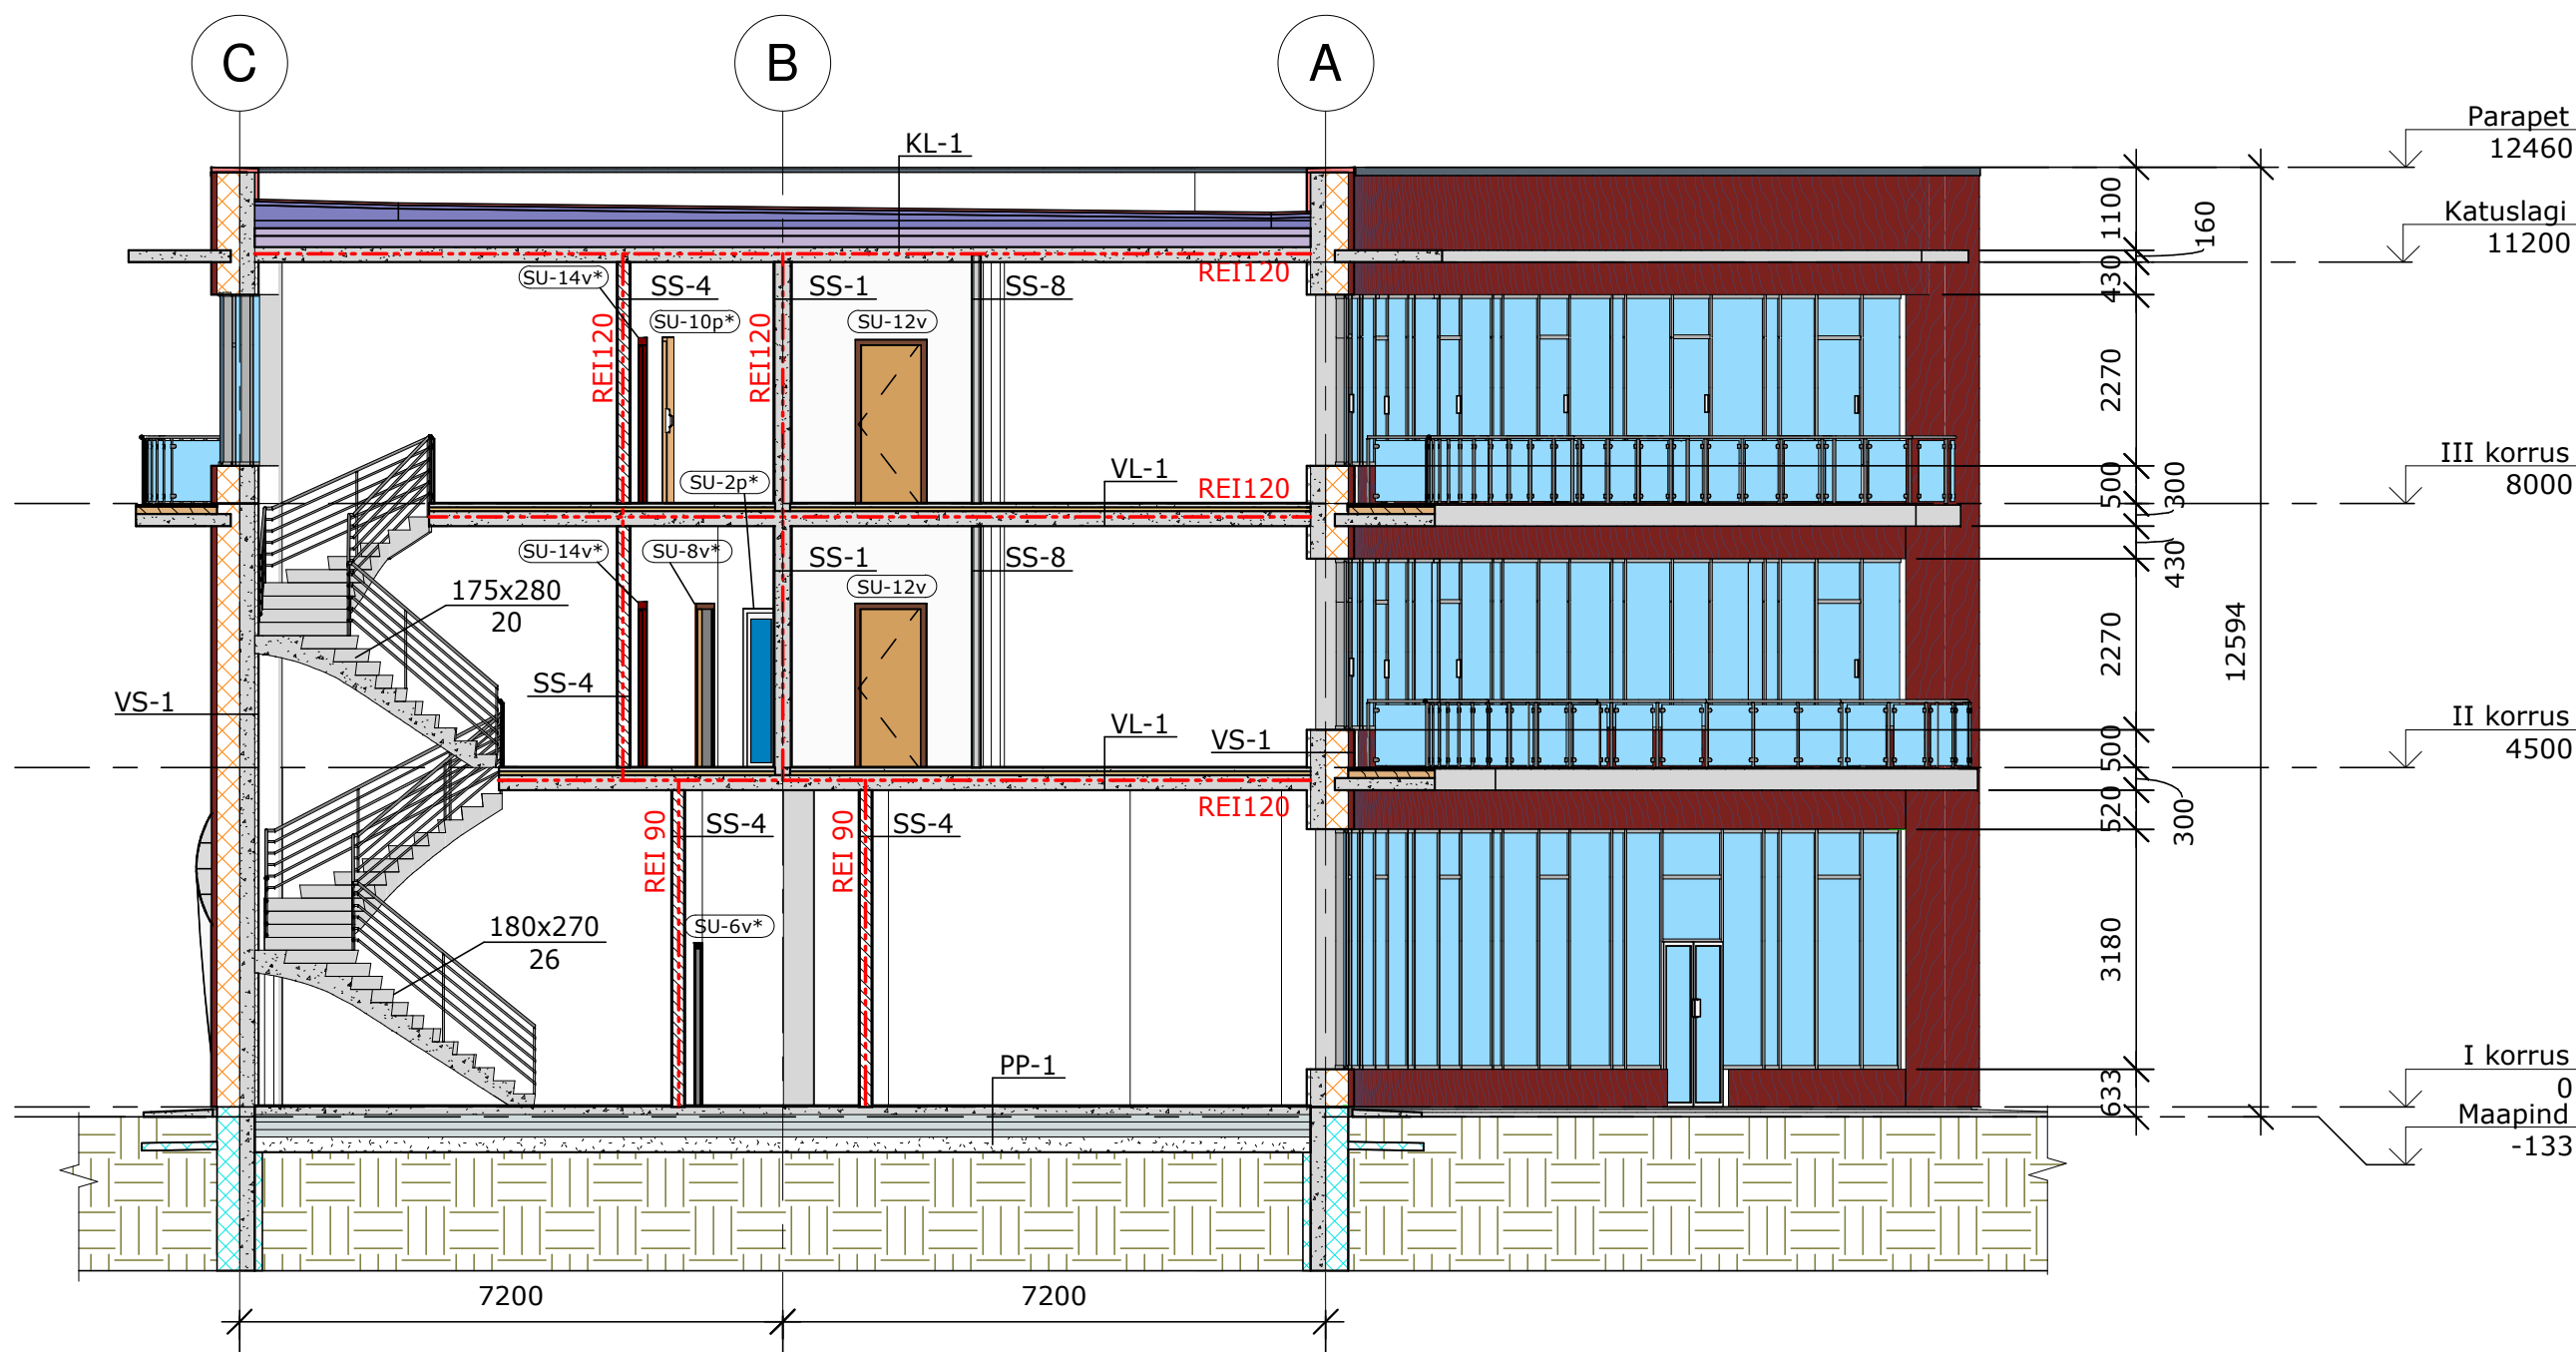 C
B
A
KL-1
Parapet
12460
1100
160
Katuslagi
11200
REI120
SU-14v*
SS-4
SS-1
SS-8
430
SU-10p*
SU-12v
REI120
REI120
2270
VL-1
REI120
SU-2p*
500
300
III korrus
8000
SU-14v*
SU-8v*
SS-1
SS-8
430
SU-12v
175x280
20
2270
12594
SS-4
VS-1
VL-1
VS-1
500
II korrus
4500
REI120
520
300
REI 90
SS-4
REI 90
SS-4
SU-6v*
180x270
26
3180
PP-1
I korrus
0
633
Maapind
-133
7200
7200